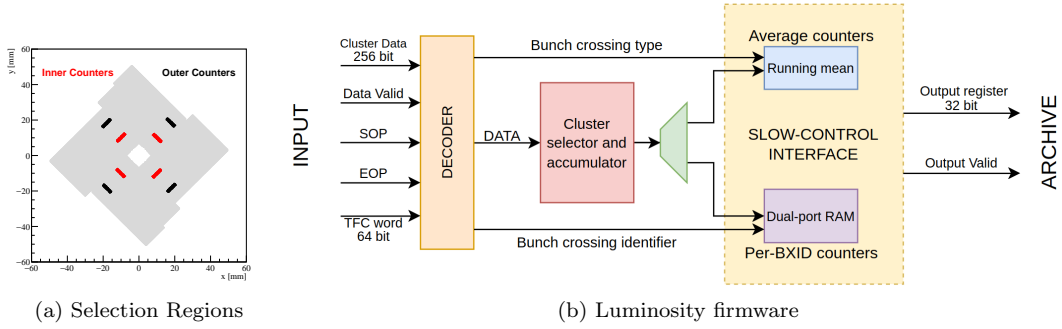 60
40
20
0
−20
−40
−60
y [mm]
Inner Counters
Outer Counters
−60
−40
−20
0
20
40
60
x [mm]
(a) Selection Regions
INPUT
Cluster Data
256 bit
Data Valid
SOP
EOP
TFC word
64 bit
DECODER
Bunch crossing type
DATA
Cluster
selector and
accumulator
Bunch crossing identifier
Average counters
Running mean
SLOW-CONTROL
INTERFACE
Dual-port RAM
Per-BXID counters
Output register
32 bit
Output Valid
ARCHIVE
(b) Luminosity firmware